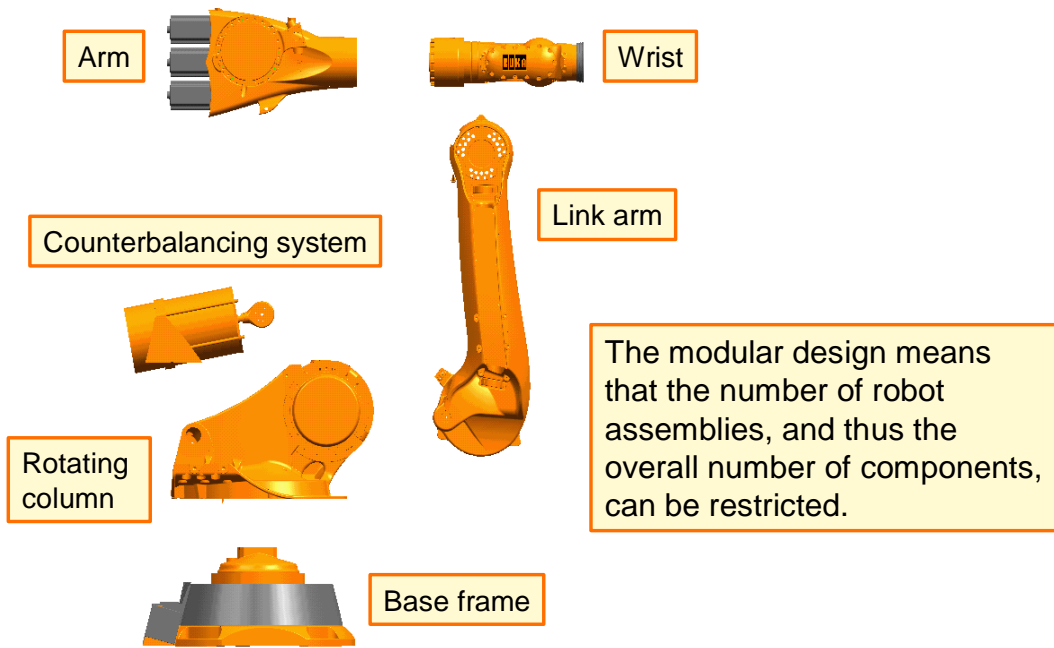 Arm
KUKA
Wrist
Link arm
Counterbalancing system
The modular design means
that the number of robot
assemblies, and thus the
overall number of components,
can be restricted.
Rotating
column
Base frame